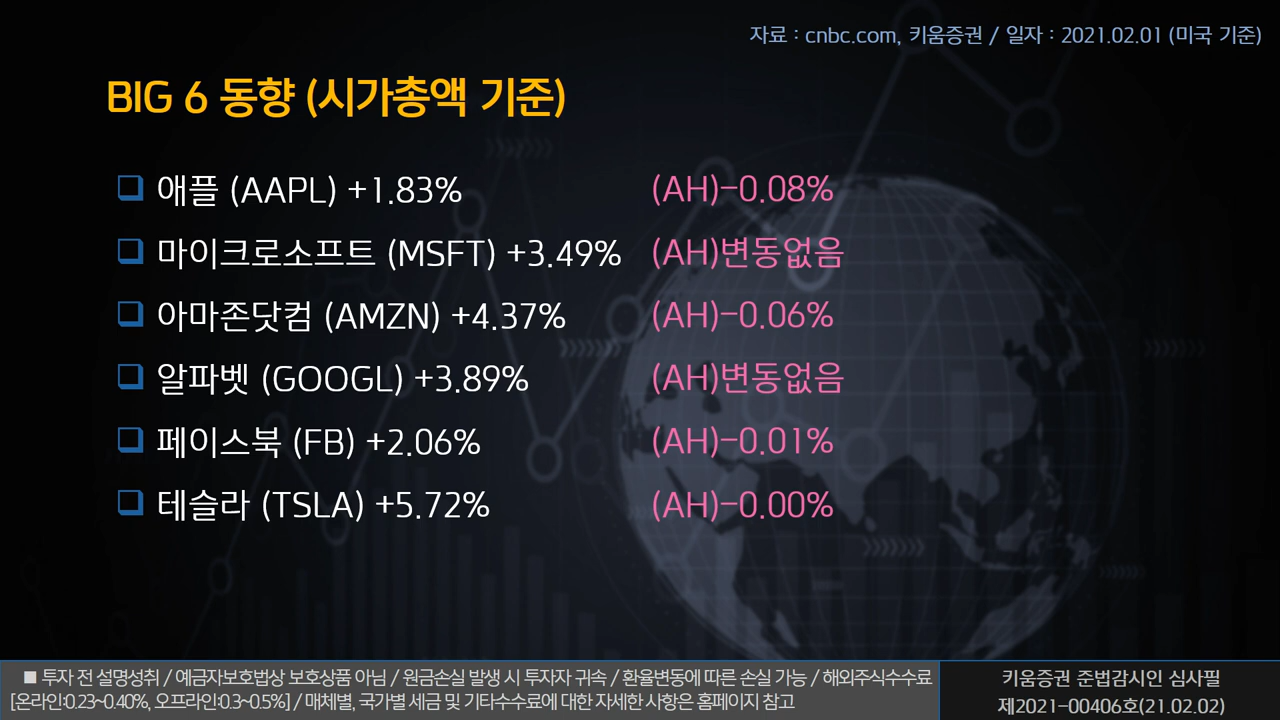 자료 : cnbc.com, 키움증권 / 일자 : 2021.02.01 (미국 기준)
BIG 6 동향 (시가총액 기준)
애플 (AAPL) +1.83% (AH)-0.08%
마이크로소프트 (MSFT) +3.49% (AH)변동없음
아마존닷컴 (AMZN) +4.37% (AH)-0.06%
알파벳 (GOOGL) +3.89% (AH)변동없음
페이스북 (FB) +2.06% (AH)-0.01%
테슬라 (TSLA) +5.72% (AH)-0.00%
■ 투자 전 설명성취 / 예금자보호법상 보호상품 아님 / 원금손실 발생 시 투자자 귀속 / 환율변동에 따른 손실 가능 / 해외주식수수료
[온라인:0.23~0.40%, 오프라인:0.3~0.5%] / 매체별, 국가별 세금 및 기타수수료에 대한 자세한 사항은 홈페이지 참고
키움증권 준법감시인 심사필
제2021-00406호(21.02.02)